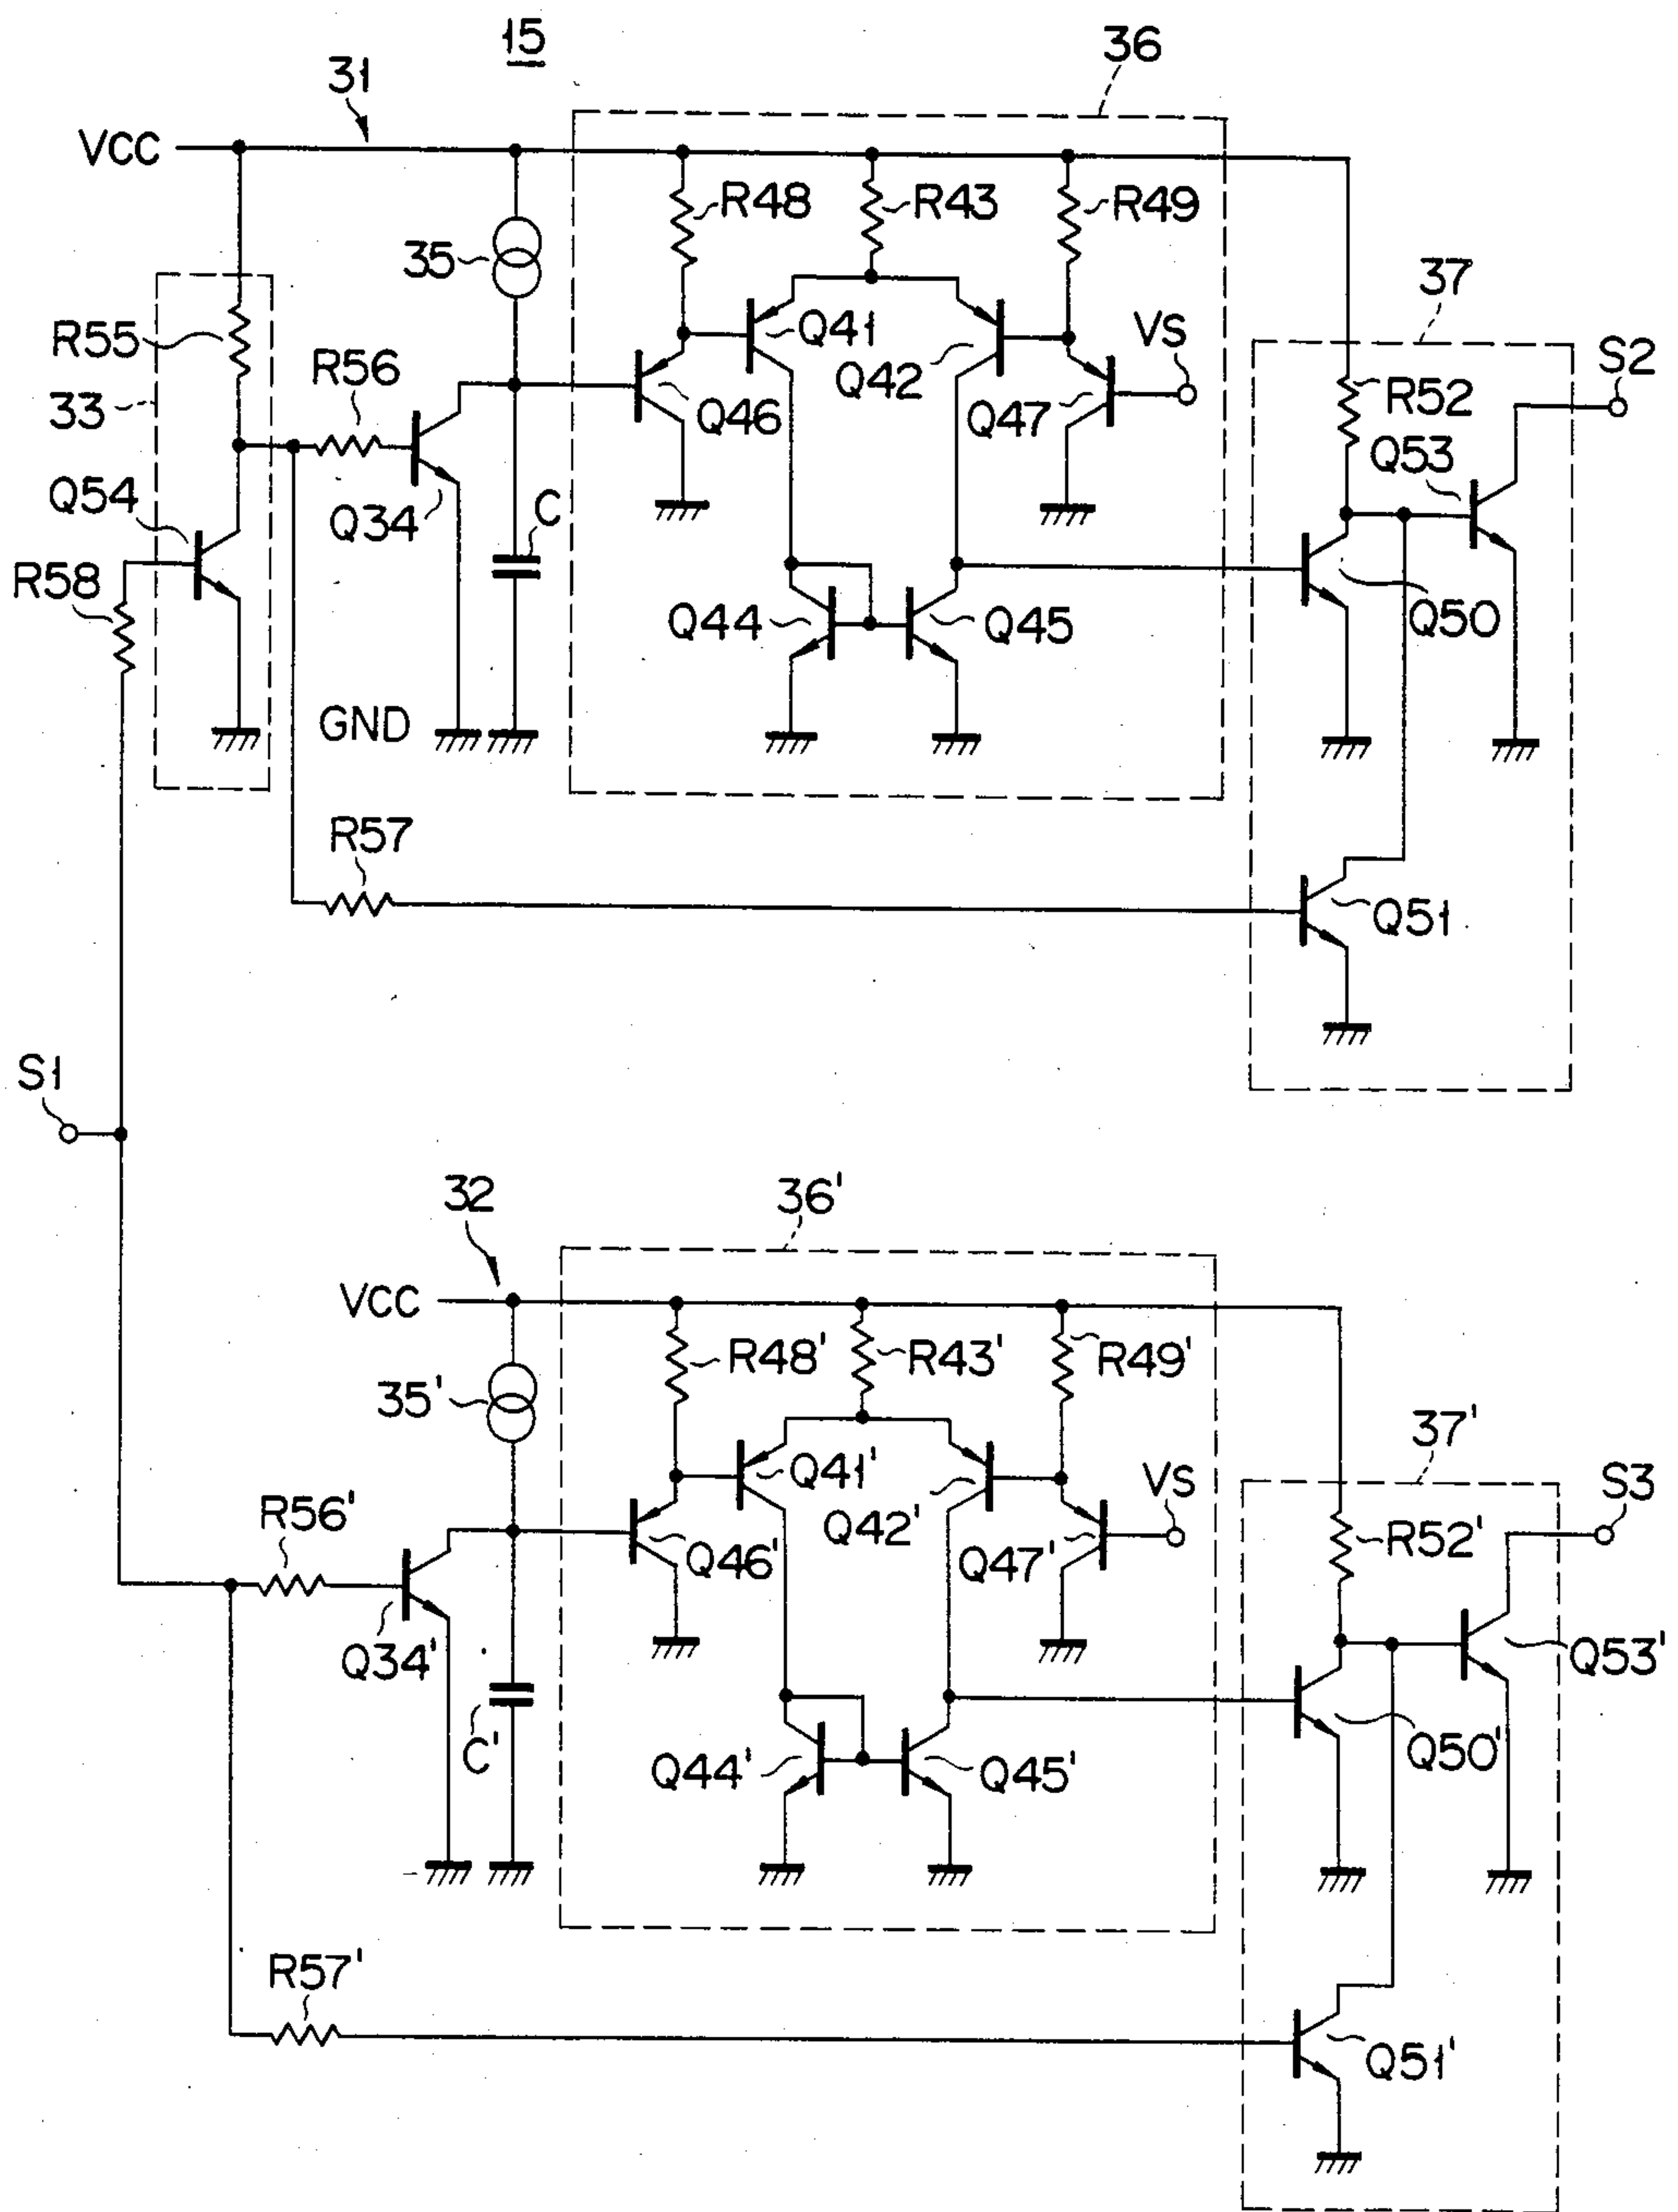 15
36
31
VCC
R48
R43
R49
35
37
R55
Q41
VS
S2
R56
Q42
R52
33
Q46
Q47
Q53
Q54
Q34
C
R58
Q44
Q45
Q50
GND
R57
Q51
S1
32
36'
VCC
R48'
R43'
R49'
35'
37'
Q41'
VS
S3
R56'
Q42'
R52'
Q46'
Q47'
Q34'
Q53'
C'
Q44'
Q45'
Q50'
R57'
Q51'